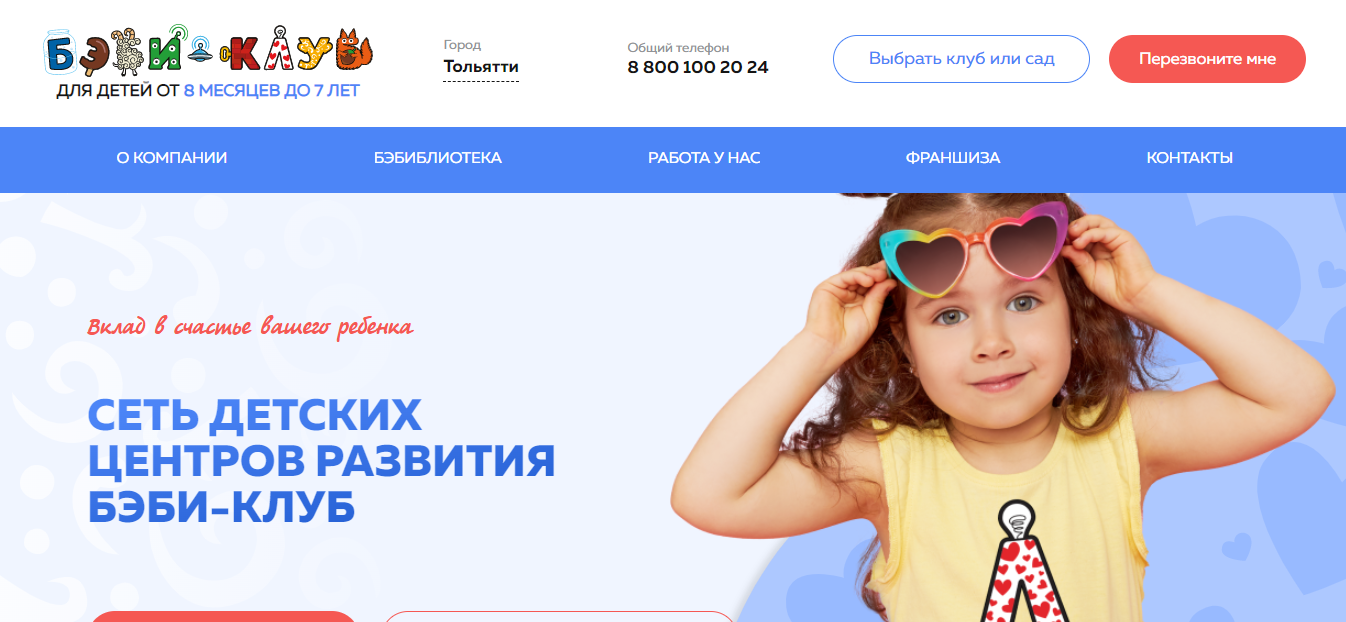 БЭБИ-КЛУБ
ДЛЯ ДЕТЕЙ ОТ 8 МЕСЯЦЕВ ДО 7 ЛЕТ
Город
Тольятти
Общий телефон
8 800 100 20 24
Выбрать клуб или сад
Перезвоните мне
О КОМПАНИИ
БЭБИБЛИОТЕКА
РАБОТА У НАС
ФРАНШИЗА
КОНТАКТЫ
Вклад в счастье вашего ребенка
СЕТЬ ДЕТСКИХ
ЦЕНТРОВ РАЗВИТИЯ
БЭБИ-КЛУБ